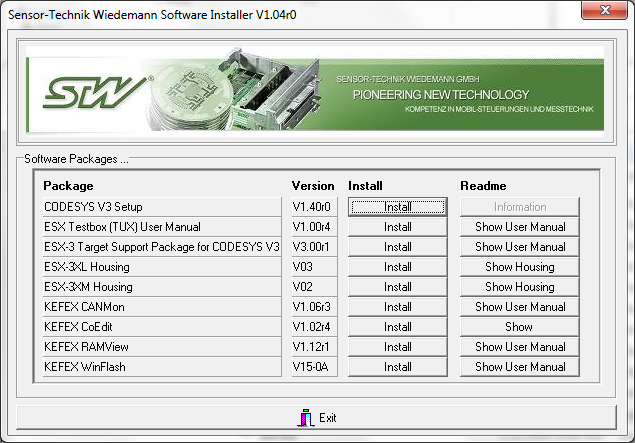 Sensor-Technik Wiedemann Software Installer V1.04r0
STW®
SENSOR-TECHNIK WIEDEMANN GMBH
PIONEERING NEW TECHNOLOGY
KOMPETENZ IN MOBIL-STEUERUNGEN UND MESSTECHNIK
Software Packages ...
Package Version Install Readme
CODESYS V3 Setup V1.40r0 Install Information
ESX Testbox (TUX) User Manual V1.00r4 Install Show User Manual
ESX-3 Target Support Package for CODESYS V3 V3.00r1 Install Show User Manual
ESX-3XL Housing V03 Install Show Housing
ESX-3XM Housing V02 Install Show Housing
KEFEX CANMon V1.06r3 Install Show User Manual
KEFEX CoEdit V1.02r4 Install Show
KEFEX RAMView V1.12r1 Install Show User Manual
KEFEX WinFlash V15-0A Install Show User Manual
Exit